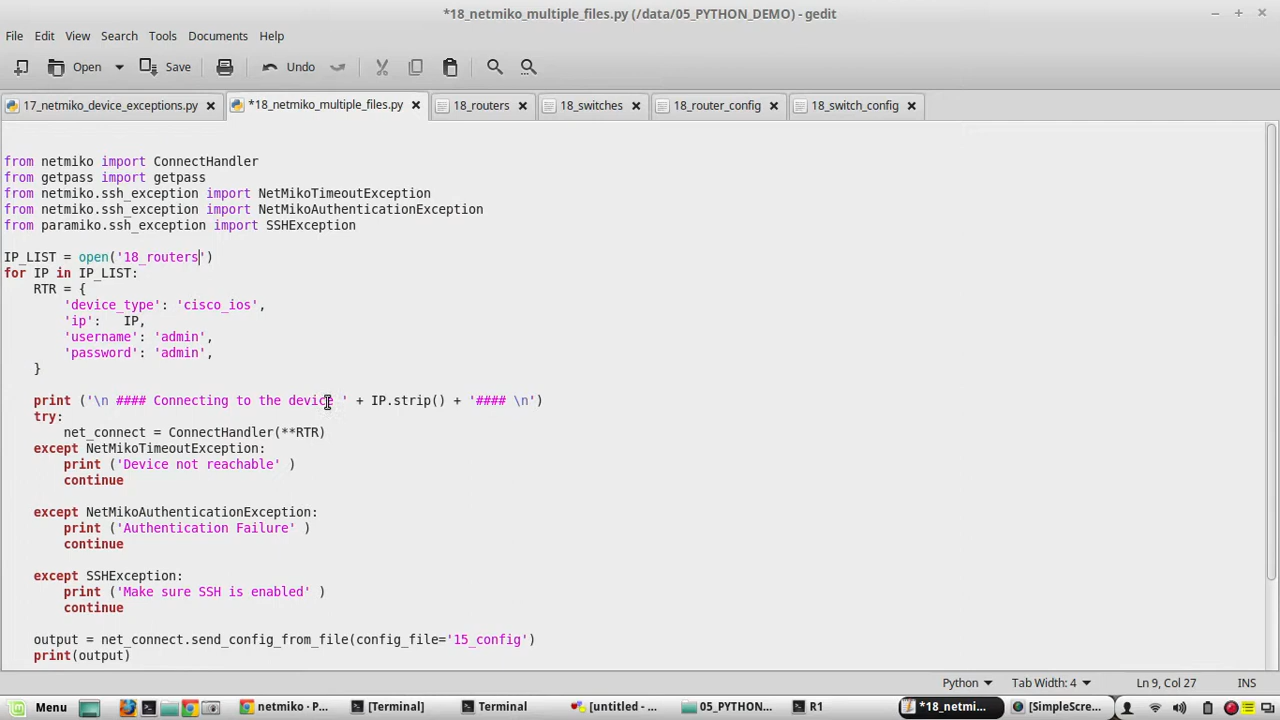 *18_netmiko_multiple_files.py (/data/05_PYTHON_DEMO) - gedit
File Edit View Search Tools Documents Help
Open Save Undo
17_netmiko_device_exceptions.py *18_netmiko_multiple_files.py 18_routers 18_switches 18_router_config 18_switch_config
from netmiko import ConnectHandler
from getpass import getpass
from netmiko.ssh_exception import NetMikoTimeoutException
from netmiko.ssh_exception import NetMikoAuthenticationException
from paramiko.ssh_exception import SSHException
IP_LIST = open('18_routers')
for IP in IP_LIST:
    RTR = {
        'device_type': 'cisco_ios',
        'ip':   IP,
        'username': 'admin',
        'password': 'admin',
    }
    print ('\n #### Connecting to the device ' + IP.strip() + '#### \n')
    try:
        net_connect = ConnectHandler(**RTR)
    except NetMikoTimeoutException:
        print ('Device not reachable' )
        continue
    except NetMikoAuthenticationException:
        print ('Authentication Failure' )
        continue
    except SSHException:
        print ('Make sure SSH is enabled' )
        continue
    output = net_connect.send_config_from_file(config_file='15_config')
    print(output)
Python Tab Width: 4 Ln 9, Col 27 INS
Menu netmiko - P... [Terminal] Terminal [untitled - ... 05_PYTHON... R1 *18_netmi... [SimpleScre...